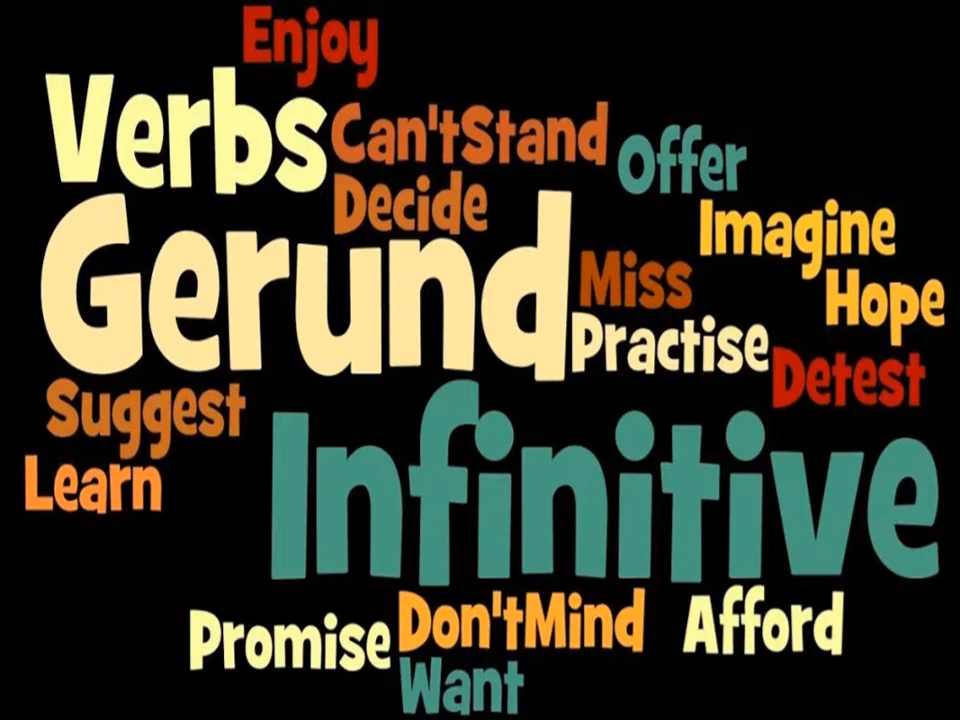 Enjoy
Verbs
Can'tStand
Offer
Decide
Imagine
Gerund
Miss
Hope
Practise
Detest
Suggest
Infinitive
Learn
Promise
Don'tMind
Afford
Want